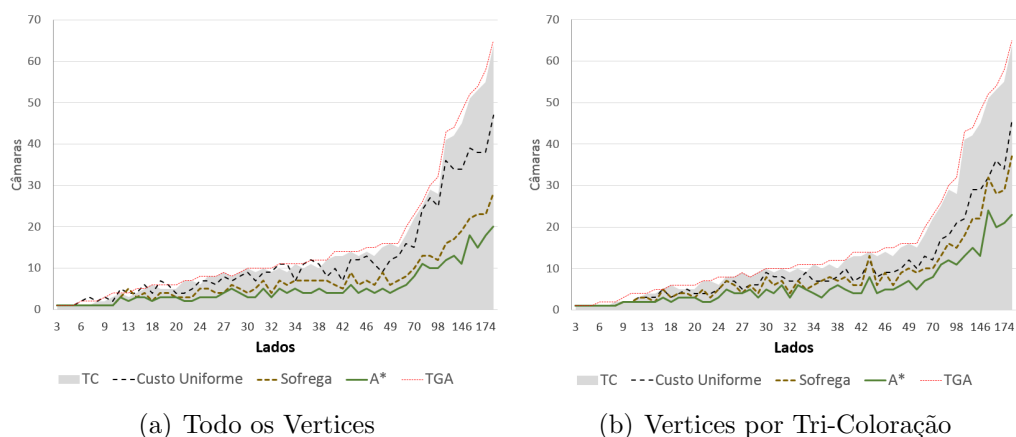 70
60
50
40
30
20
10
0
Câmaras
3 6 9 13 18 20 24 27 30 32 34 38 42 46 49 70 98 146 174
Lados
TC Custo Uniforme Sofrega A* TGA
(a) Todo os Vertices
70
60
50
40
30
20
10
0
Câmaras
3 6 9 13 18 20 24 27 30 32 34 38 42 46 49 70 98 146 174
Lados
TC Custo Uniforme Sofrega A* TGA
(b) Vertices por Tri-Coloração